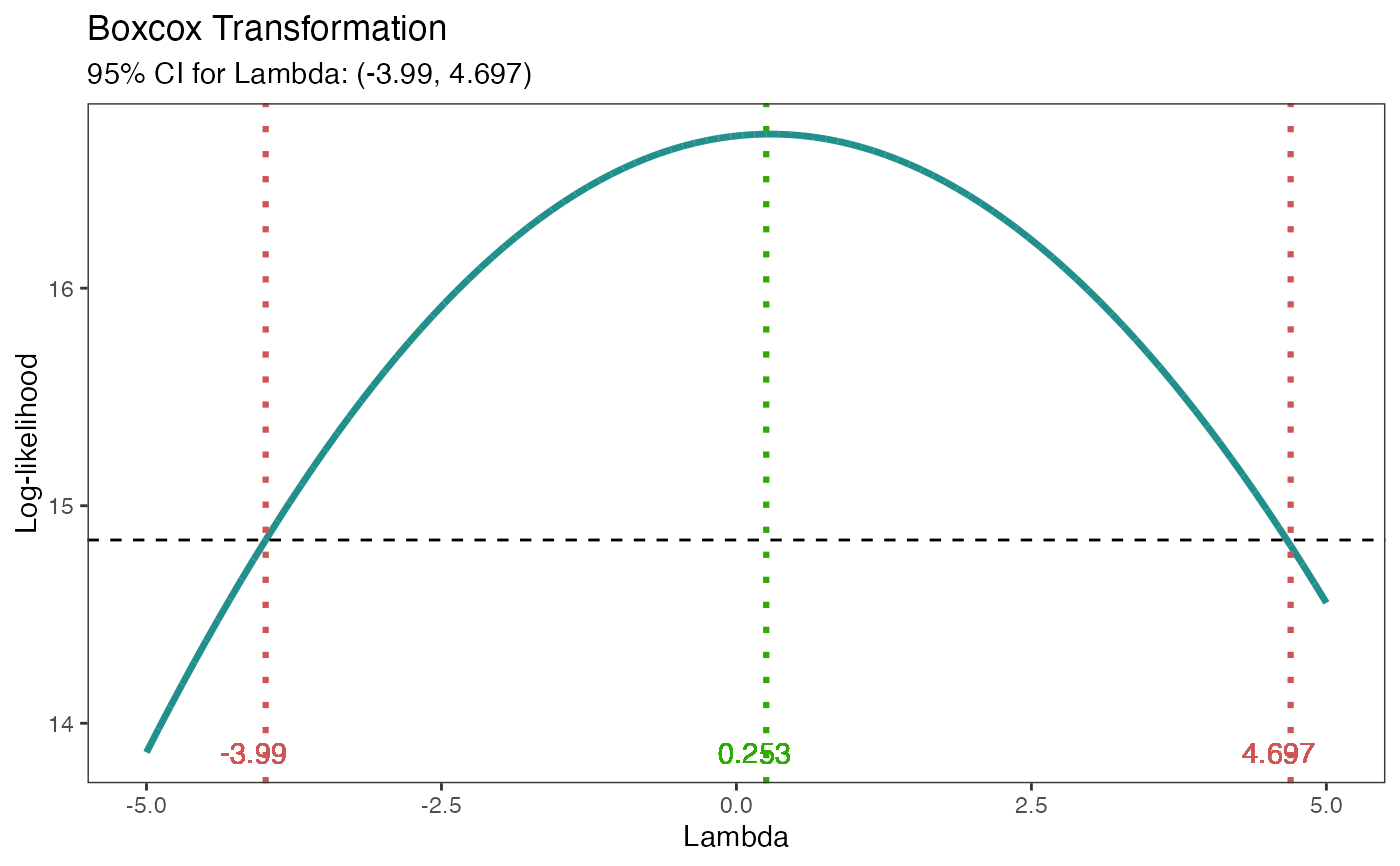 Boxcox Transformation
95% CI for Lambda: (-3.99, 4.697)
Log-likelihood
16
15
14
-3.99
0.253
4.697
-5.0
-2.5
0.0
2.5
5.0
Lambda